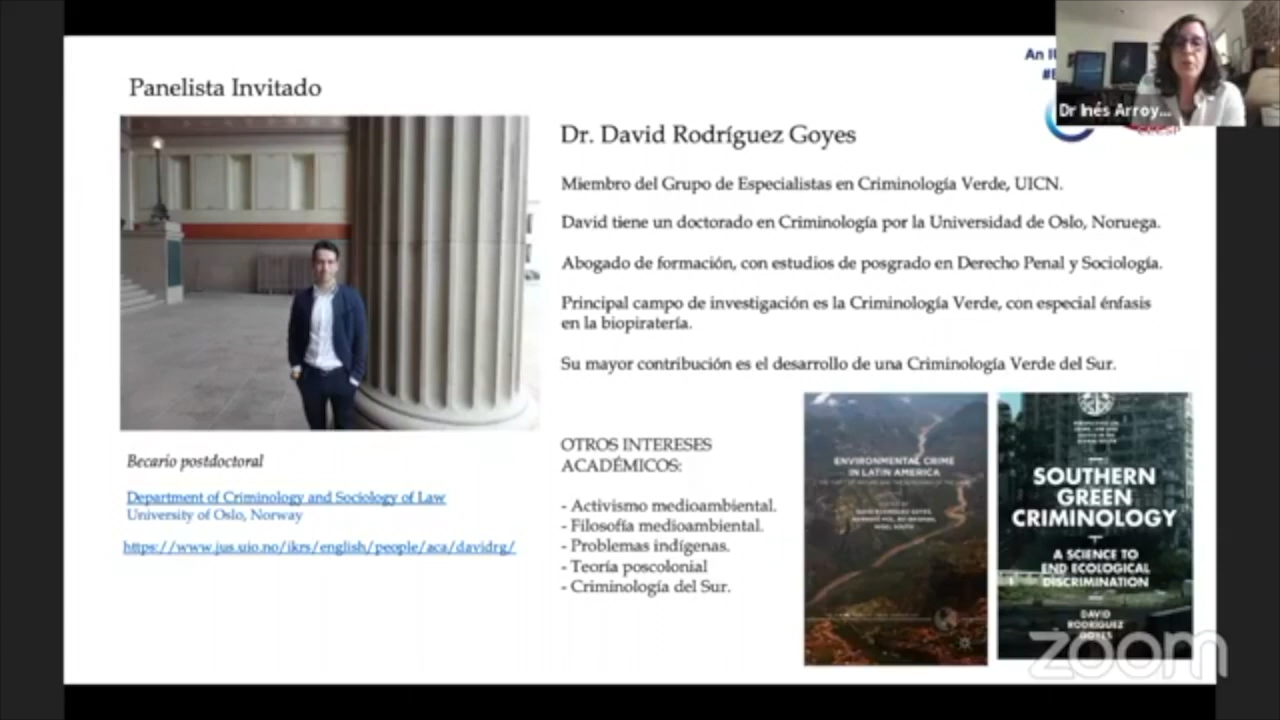 Panelista Invitado
An
Dr Inés Arroy...
Dr. David Rodríguez Goyes
Miembro del Grupo de Especialistas en Criminología Verde, UICN.
David tiene un doctorado en Criminología por la Universidad de Oslo, Noruega.
Abogado de formación, con estudios de posgrado en Derecho Penal y Sociología.
Principal campo de investigación es la Criminología Verde, con especial énfasis
en la biopiratería.
Su mayor contribución es el desarrollo de una Criminología Verde del Sur.
Becario postdoctoral
Department of Criminology and Sociology of Law
University of Oslo, Norway
https://www.jus.uio.no/ikrs/english/people/aca/davidrg/
OTROS INTERESES
ACADÉMICOS:
- Activismo medioambiental.
- Filosofía medioambiental.
- Problemas indígenas.
- Teoría poscolonial
- Criminología del Sur.
ENVIRONMENTAL CRIME
IN LATIN AMERICA
SOUTHERN
GREEN
CRIMINOLOGY
A SCIENCE TO
END ECOLOGICAL
DISCRIMINATION
DAVID
RODRÍGUEZ
GOYES
zoom